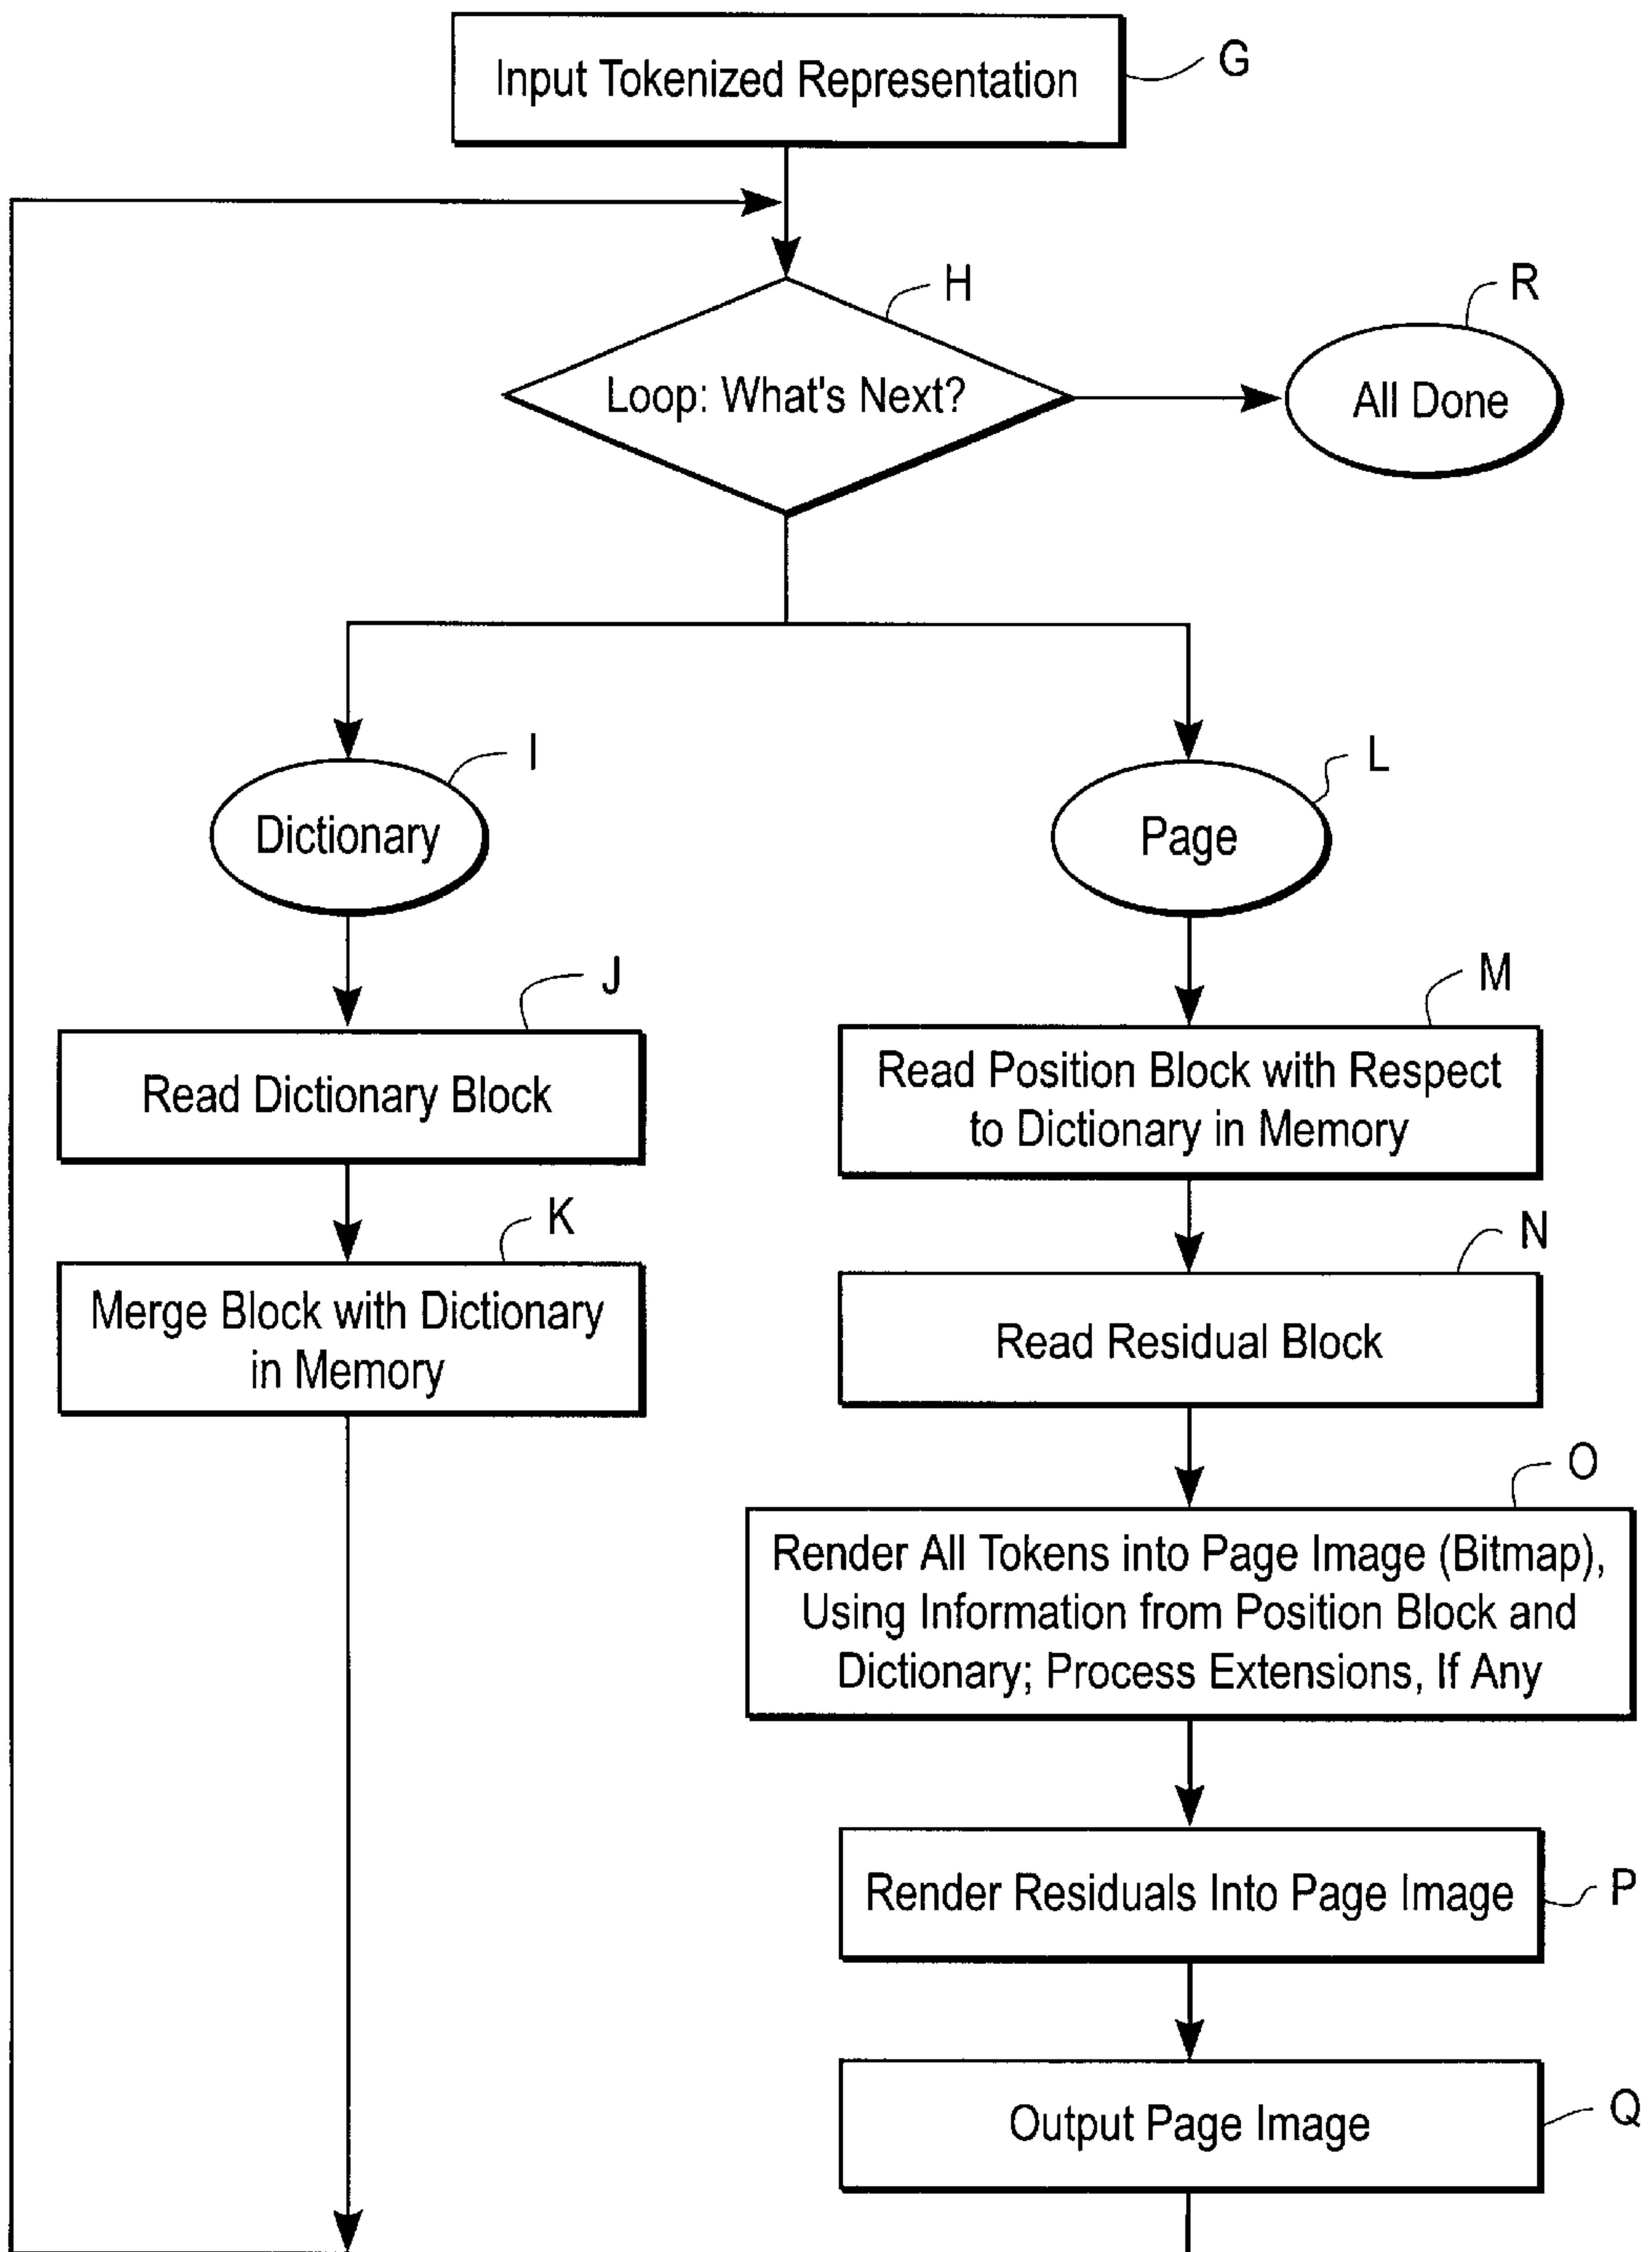 Input Tokenized Representation
G
H
R
Loop: What's Next?
All Done
I
L
Dictionary
Page
J
M
Read Dictionary Block
Read Position Block with Respect
to Dictionary in Memory
K
N
Merge Block with Dictionary
in Memory
Read Residual Block
O
Render All Tokens into Page Image (Bitmap),
Using Information from Position Block and
Dictionary; Process Extensions, If Any
Render Residuals Into Page Image
P
Output Page Image
Q